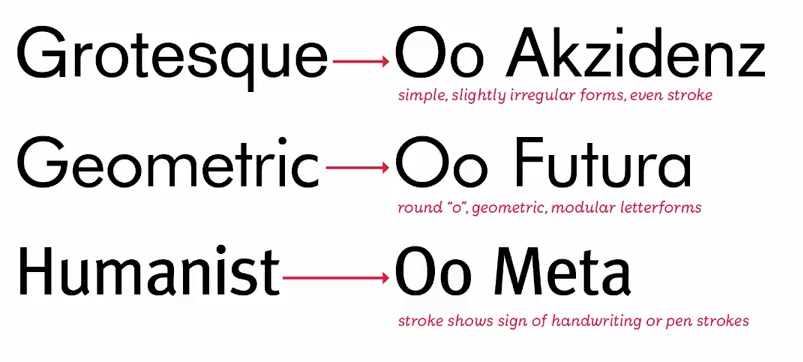 Grotesque Oo Akzidenz
simple, slightly irregular forms, even stroke
Geometric Oo Futura
round “o”, geometric, modular letterforms
Humanist Oo Meta
stroke shows sign of handwriting or pen strokes